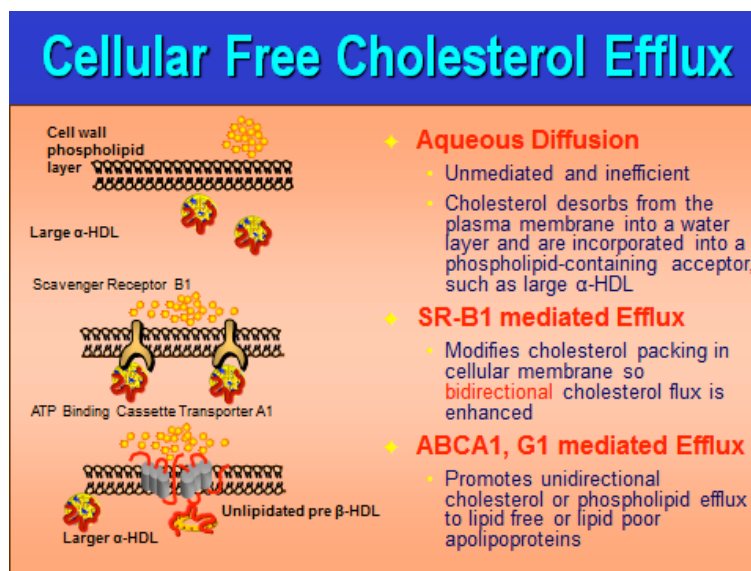 Cellular Free Cholesterol Efflux
Cell wall
phospholipid
layer
Large α-HDL
Scavenger Receptor B1
ATP Binding Cassette Transporter A1
Unlipidated pre β-HDL
Larger α-HDL
Aqueous Diffusion
Unmediated and inefficient
Cholesterol desorbs from the
plasma membrane into a water
layer and are incorporated into a
phospholipid-containing acceptor,
such as large α-HDL
SR-B1 mediated Efflux
Modifies cholesterol packing in
cellular membrane so
bidirectional cholesterol flux is
enhanced
ABCA1, G1 mediated Efflux
Promotes unidirectional
cholesterol or phospholipid efflux
to lipid free or lipid poor
apolipoproteins